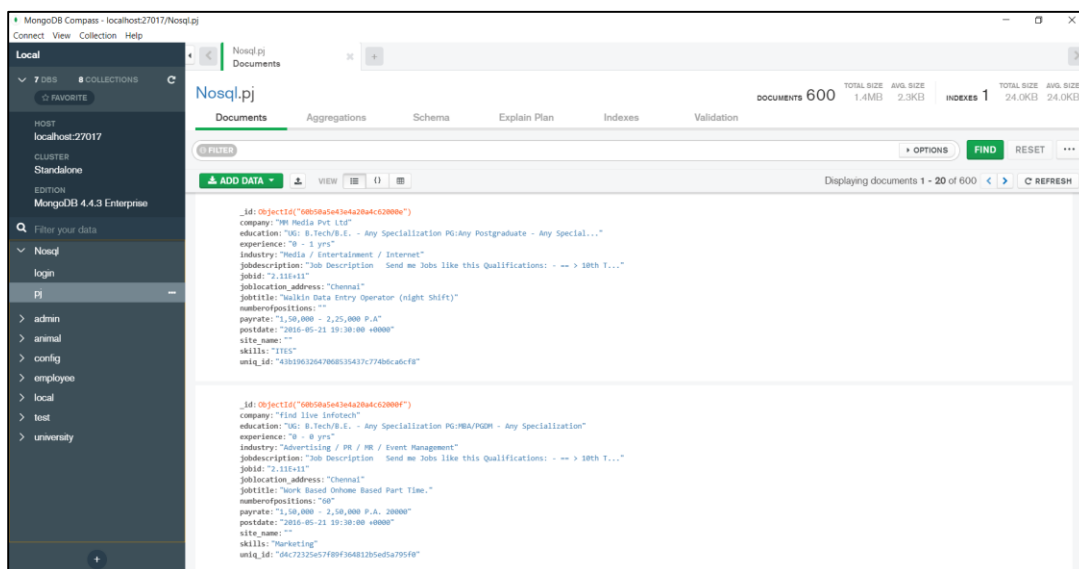 MongoDB Compass - localhost:27017/Nosql.pj
Connect View Collection Help
Local
7 DBS 8 COLLECTIONS
FAVORITE
HOST
localhost:27017
CLUSTER
Standalone
EDITION
MongoDB 4.4.3 Enterprise
Filter your data
Nosql
login
pj
admin
animal
config
employee
local
test
university
Nosql.pj
Documents
Nosql.pj
DOCUMENTS 600 TOTAL SIZE 1.4MB AVG. SIZE 2.3KB INDEXES 1 TOTAL SIZE 24.0KB AVG. SIZE 24.0KB
Documents Aggregations Schema Explain Plan Indexes Validation
FILTER OPTIONS FIND RESET
ADD DATA VIEW {} Displaying documents 1 - 20 of 600 REFRESH
_id: ObjectId("60b50a5e43e4a20a4c62000e")
company: "MM Media Pvt Ltd"
education: "UG: B.Tech/B.E. - Any Specialization PG:Any Postgraduate - Any Special..."
experience: "0 - 1 yrs"
industry: "Media / Entertainment / Internet"
jobdescription: "Job Description   Send me Jobs like this Qualifications: - == > 10th T..."
jobid: "2.11E+11"
joblocation_address: "Chennai"
jobtitle: "Walkin Data Entry Operator (night Shift)"
numberofpositions: ""
payrate: "1,50,000 - 2,25,000 P.A"
postdate: "2016-05-21 19:30:00 +0000"
site_name: ""
skills: "ITES"
uniq_id: "43b19632647068535437c774b6ca6cf8"
_id: ObjectId("60b50a5e43e4a20a4c62000f")
company: "find live infotech"
education: "UG: B.Tech/B.E. - Any Specialization PG:MBA/PGDM - Any Specialization"
experience: "0 - 0 yrs"
industry: "Advertising / PR / MR / Event Management"
jobdescription: "Job Description   Send me Jobs like this Qualifications: - == > 10th T..."
jobid: "2.11E+11"
joblocation_address: "Chennai"
jobtitle: "Work Based Onhome Based Part Time."
numberofpositions: "60"
payrate: "1,50,000 - 2,50,000 P.A. 20000"
postdate: "2016-05-21 19:30:00 +0000"
site_name: ""
skills: "Marketing"
uniq_id: "d4c72325e57f89f364812b5ed5a795f0"